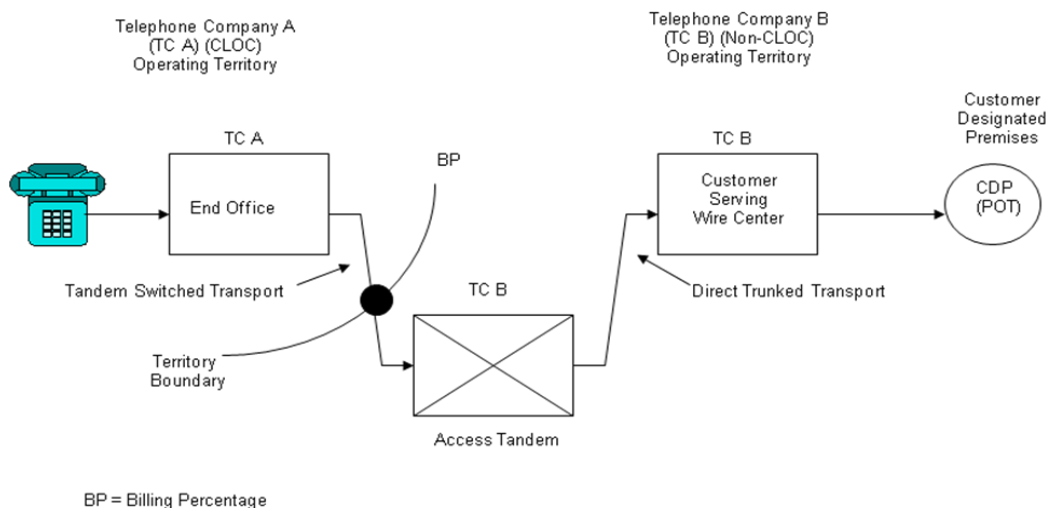 Telephone Company A
(TC A) (CLOC)
Operating Territory
Telephone Company B
(TC B) (Non-CLOC)
Operating Territory
Customer
Designated
Premises
TC A
BP
TC B
End Office
Customer
Serving
Wire Center
CDP
(POT)
Tandem Switched Transport
TC B
Direct Trunked Transport
Territory
Boundary
Access Tandem
BP = Billing Percentage